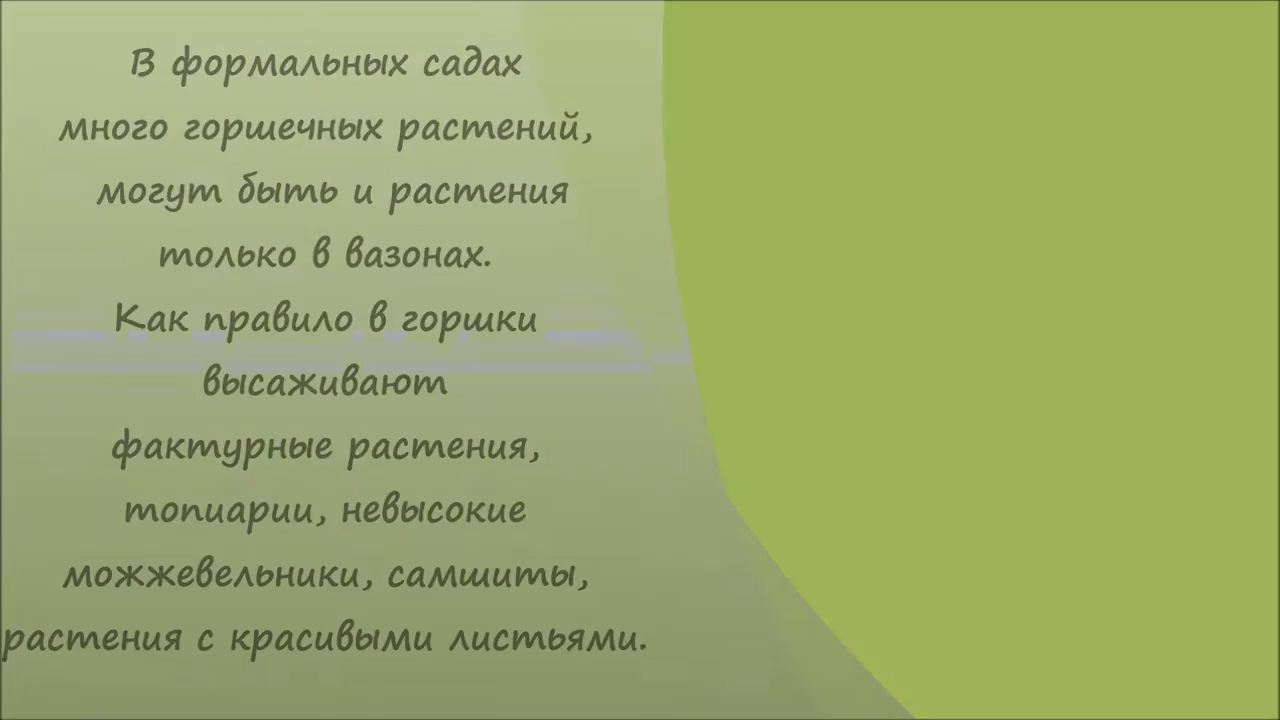 В формальных садах
много горшечных растений,
могут быть и растения
только в вазонах.
Как правило в горшки
высаживают
фактурные растения,
топиарии, невысокие
можжевельники, самшиты,
растения с красивыми листьями.